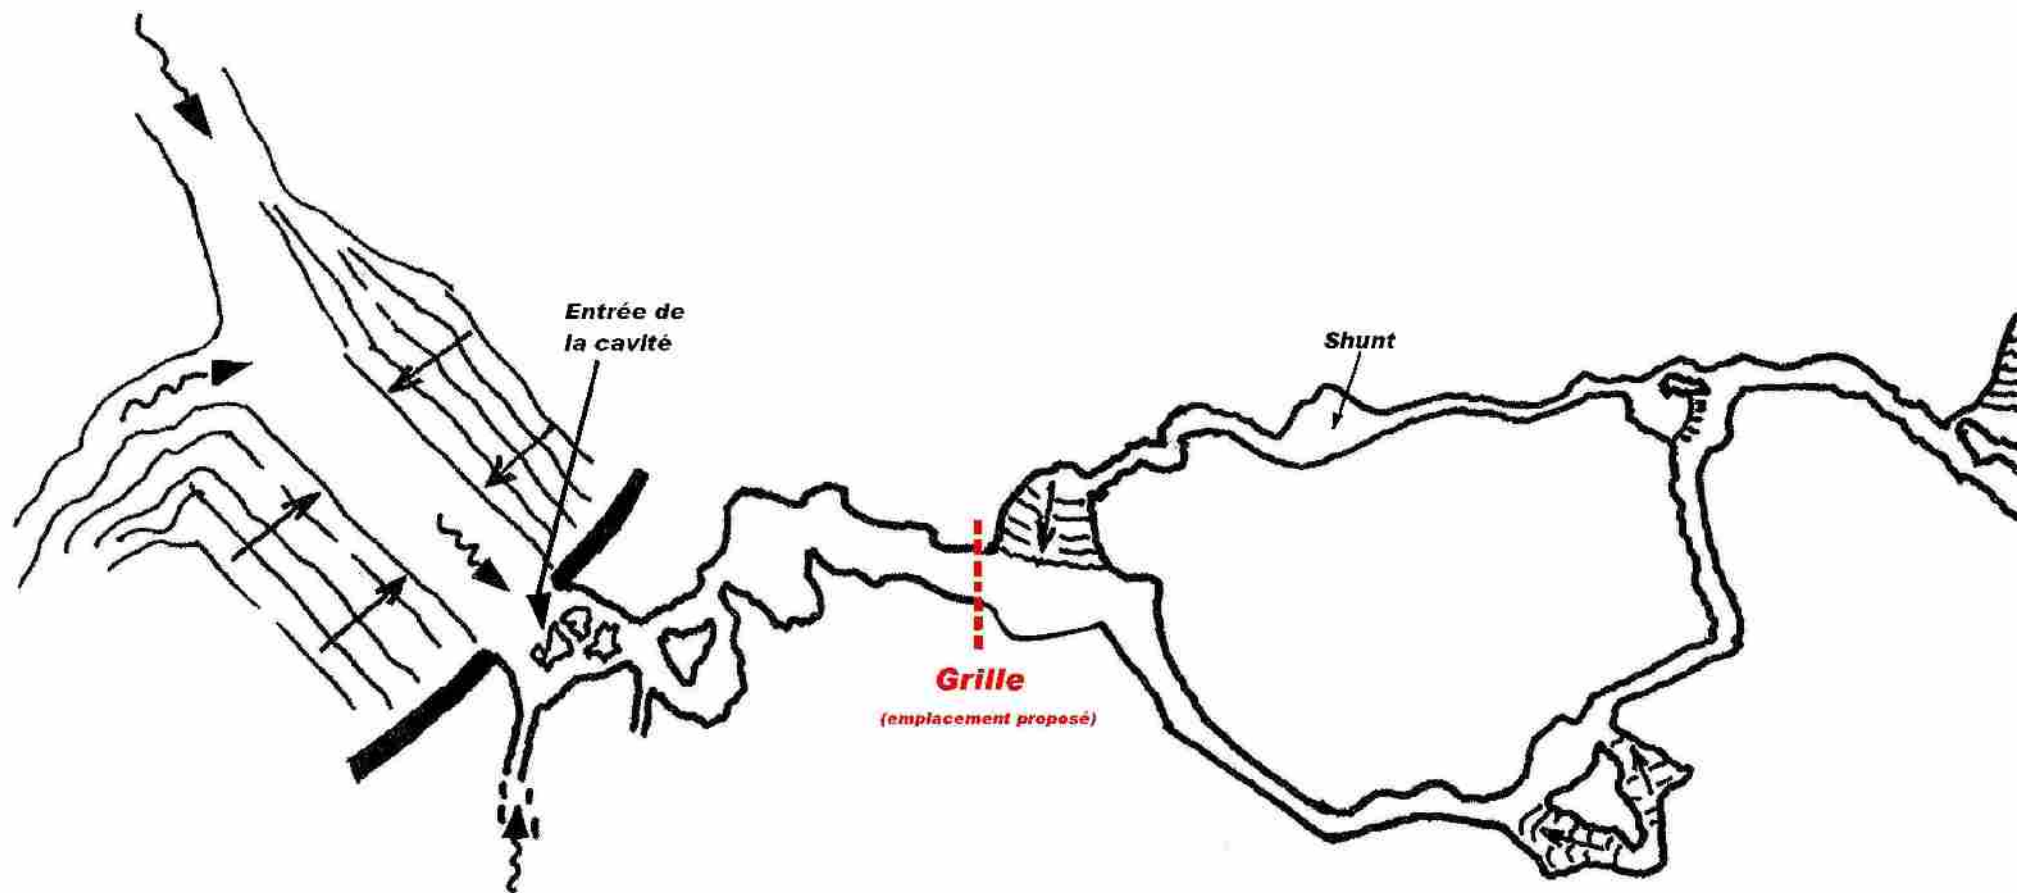 Entrée de
la cavité
Shunt
Grille
(emplacement proposé)